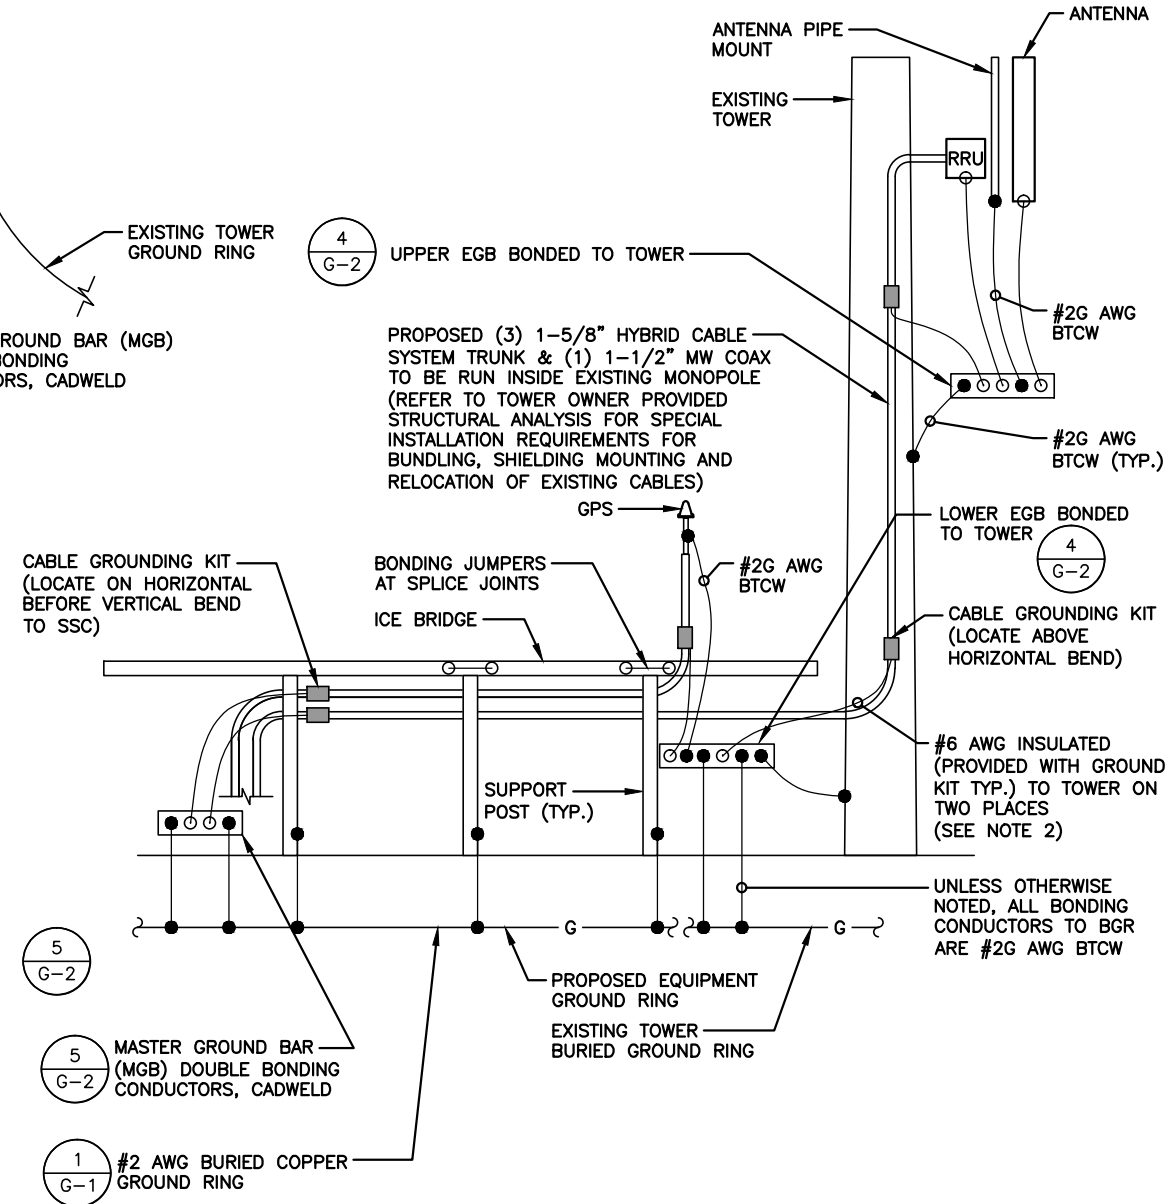 ANTENNA PIPE
MOUNT
ANTENNA
EXISTING
TOWER
RRU
EXISTING TOWER
GROUND RING
4
G-2
UPPER EGB BONDED TO TOWER
#2G AWG
BTCW
ROUND BAR (MGB)
BONDING
ORS, CADWELD
PROPOSED (3) 1-5/8" HYBRID CABLE
SYSTEM TRUNK & (1) 1-1/2" MW COAX
TO BE RUN INSIDE EXISTING MONOPOLE
(REFER TO TOWER OWNER PROVIDED
STRUCTURAL ANALYSIS FOR SPECIAL
INSTALLATION REQUIREMENTS FOR
BUNDLING, SHIELDING MOUNTING AND
RELOCATION OF EXISTING CABLES)
#2G AWG
BTCW (TYP.)
GPS
LOWER EGB BONDED
TO TOWER
4
G-2
CABLE GROUNDING KIT
(LOCATE ON HORIZONTAL
BEFORE VERTICAL BEND
TO SSC)
BONDING JUMPERS
AT SPLICE JOINTS
ICE BRIDGE
#2G AWG
BTCW
CABLE GROUNDING KIT
(LOCATE ABOVE
HORIZONTAL BEND)
SUPPORT
POST (TYP.)
#6 AWG INSULATED
(PROVIDED WITH GROUND
KIT TYP.) TO TOWER ON
TWO PLACES
(SEE NOTE 2)
UNLESS OTHERWISE
NOTED, ALL BONDING
CONDUCTORS TO BGR
ARE #2G AWG BTCW
G
G
5
G-2
PROPOSED EQUIPMENT
GROUND RING
EXISTING TOWER
BURIED GROUND RING
5
G-2
MASTER GROUND BAR
(MGB) DOUBLE BONDING
CONDUCTORS, CADWELD
1
G-1
#2 AWG BURIED COPPER
GROUND RING